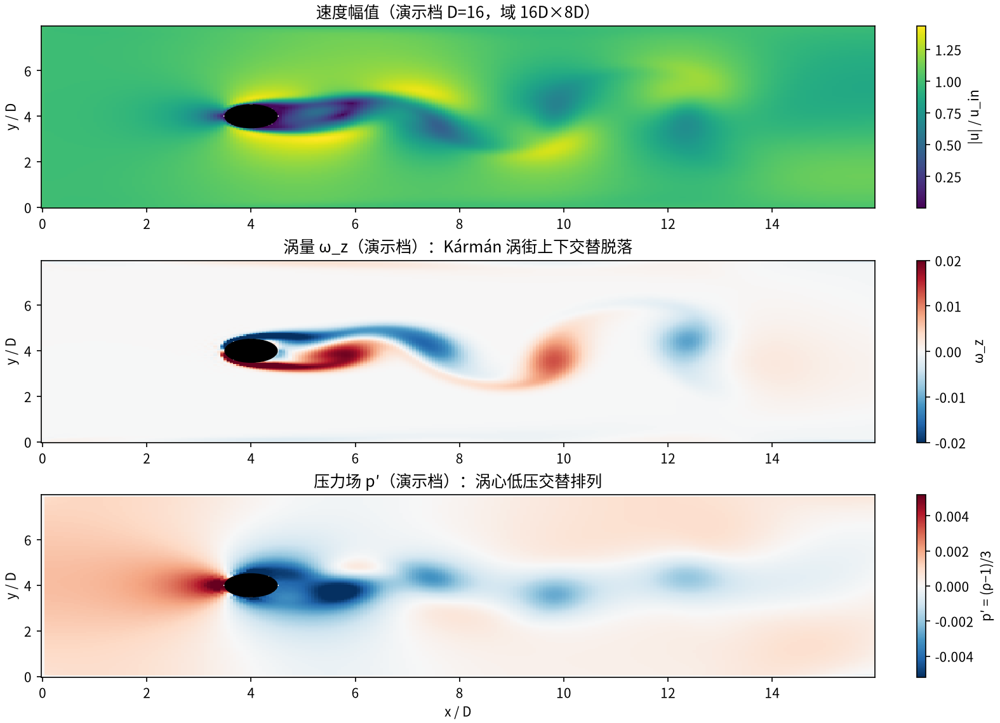 速度幅值（演示档 D=16，域 16D×8D）
y / D
6
4
2
0
0 2 4 6 8 10 12 14
1.25
1.00
0.75
0.50
0.25
|u| / u_in
涡量 ω_z（演示档）：Kármán 涡街上下交替脱落
y / D
6
4
2
0
0 2 4 6 8 10 12 14
0.02
0.01
0.00
-0.01
-0.02
ω_z
压力场 p′（演示档）：涡心低压交替排列
y / D
6
4
2
0
0 2 4 6 8 10 12 14
x / D
0.004
0.002
0.000
-0.002
-0.004
p′ = (ρ−1)/3